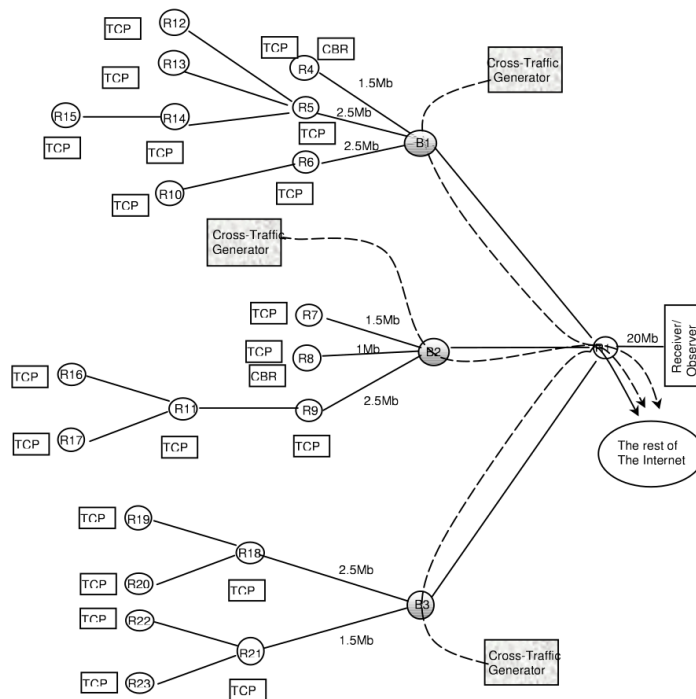 R12
TCP
TCP
CBR
R4
Cross-Traffic
Generator
R13
TCP
1.5Mb
R15
R14
R5
2.5Mb
TCP
TCP
TCP
B1
2.5Mb
R6
TCP
R10
TCP
Cross-Traffic
Generator
TCP
R7
1.5Mb
TCP
R8
1Mb
B2
CBR
20Mb
Receiver/
Observer
TCP
R16
2.5Mb
R11
R9
TCP
R17
TCP
TCP
The rest of
The Internet
TCP
R19
R18
2.5Mb
TCP
R20
TCP
B3
TCP
R22
1.5Mb
R21
Cross-Traffic
Generator
TCP
R23
TCP